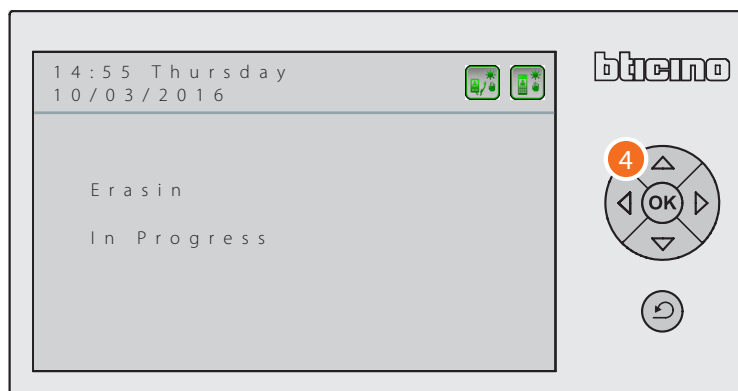 14:55 Thursday
10/03/2016
bticino
4
Erasin
OK
In Progress